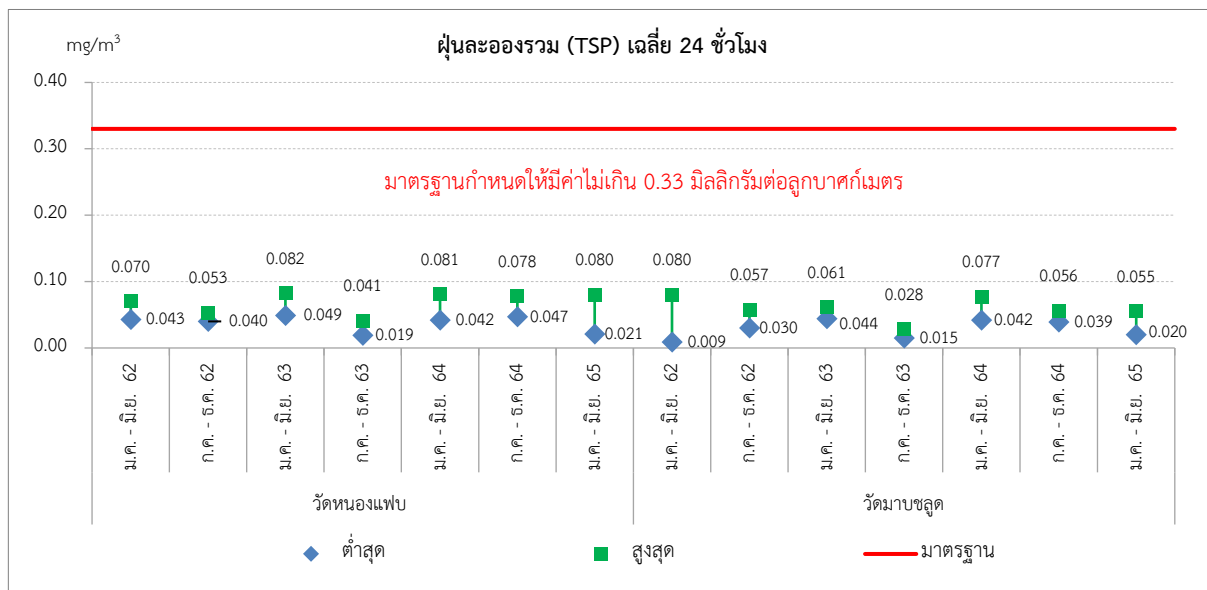 mg/m³
ฝุ่นละอองรวม (TSP) เฉลี่ย 24 ชั่วโมง
0.40
0.30
0.20
0.10
0.00
มาตรฐานกำหนดให้มีค่าไม่เกิน 0.33 มิลลิกรัมต่อลูกบาศก์เมตร
0.070 0.053 0.082 0.041 0.081 0.078 0.080 0.080 0.057 0.061 0.028 0.077 0.056 0.055
0.043 0.040 0.049 0.019 0.042 0.047 0.021 0.009 0.030 0.044 0.015 0.042 0.039 0.020
ม.ค. - มิ.ย. 62
ก.ค. - ธ.ค. 62
ม.ค. - มิ.ย. 63
ก.ค. - ธ.ค. 63
ม.ค. - มิ.ย. 64
ก.ค. - ธ.ค. 64
ม.ค. - มิ.ย. 65
ม.ค. - มิ.ย. 62
ก.ค. - ธ.ค. 62
ม.ค. - มิ.ย. 63
ก.ค. - ธ.ค. 63
ม.ค. - มิ.ย. 64
ก.ค. - ธ.ค. 64
ม.ค. - มิ.ย. 65
วัดหนองแฟบ วัดมาบชลูด
ต่ำสุด สูงสุด มาตรฐาน